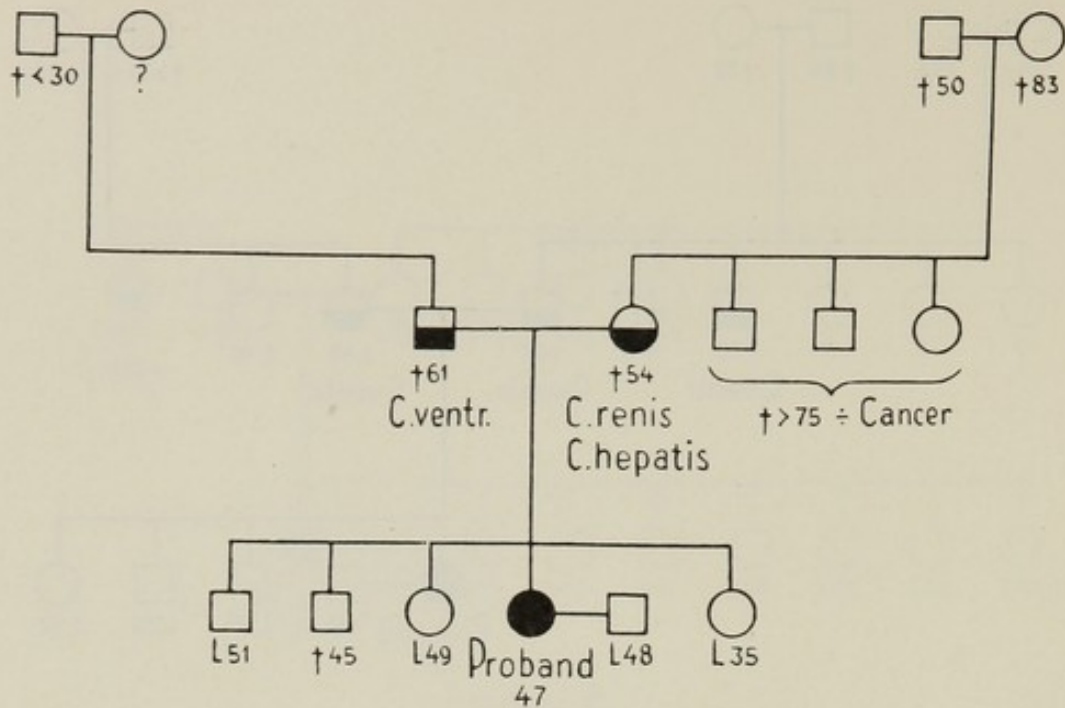 †<30 ? †50 †83
†61 †54 †>75 ÷ Cancer
C.ventr. C.renis
C.hepatis
L51 †45 L49 Proband L48 L35
47